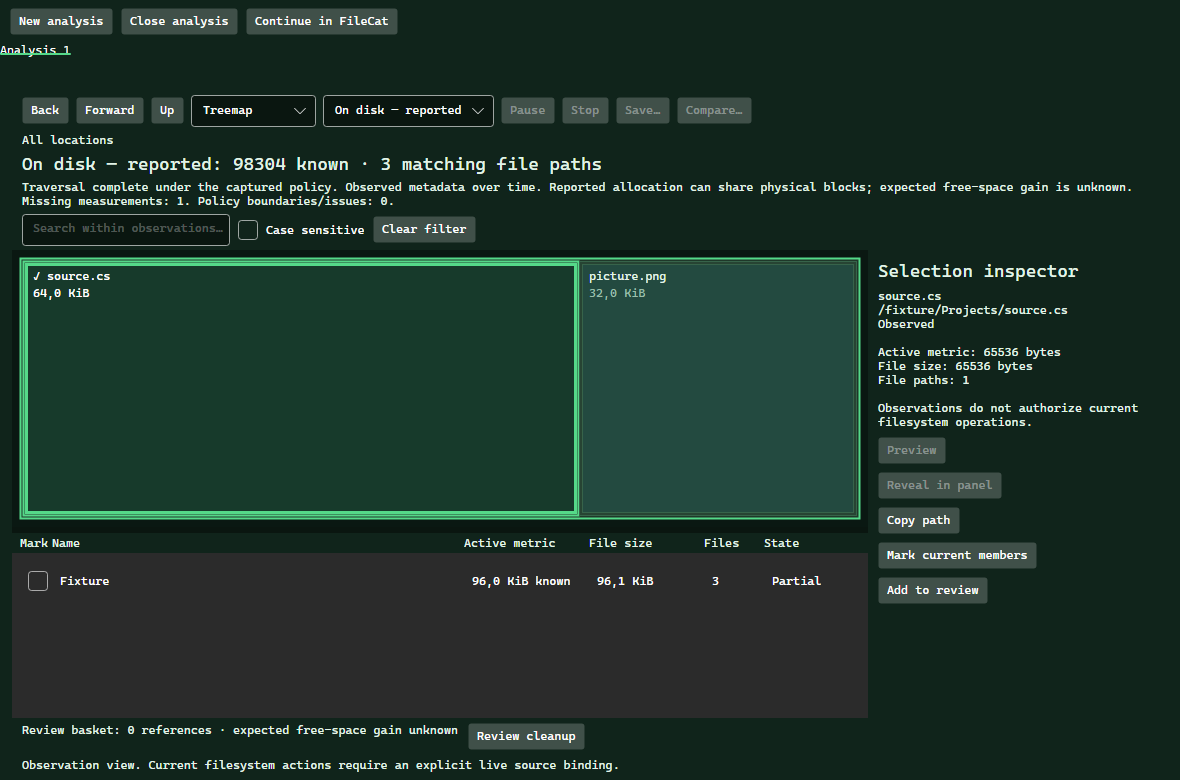 New analysis Close analysis Continue in FileCat
Analysis 1
Back Forward Up Treemap On disk — reported Pause Stop Save… Compare…
All locations
On disk — reported: 98304 known · 3 matching file paths
Traversal complete under the captured policy. Observed metadata over time. Reported allocation can share physical blocks; expected free-space gain is unknown.
Missing measurements: 1. Policy boundaries/issues: 0.
Search within observations… Case sensitive Clear filter
✓ source.cs
64,0 KiB
picture.png
32,0 KiB
Selection inspector
source.cs
/fixture/Projects/source.cs
Observed
Active metric: 65536 bytes
File size: 65536 bytes
File paths: 1
Observations do not authorize current
filesystem operations.
Preview
Reveal in panel
Copy path
Mark current members
Add to review
Mark Name Active metric File size Files State
Fixture 96,0 KiB known 96,1 KiB 3 Partial
Review basket: 0 references · expected free-space gain unknown Review cleanup
Observation view. Current filesystem actions require an explicit live source binding.